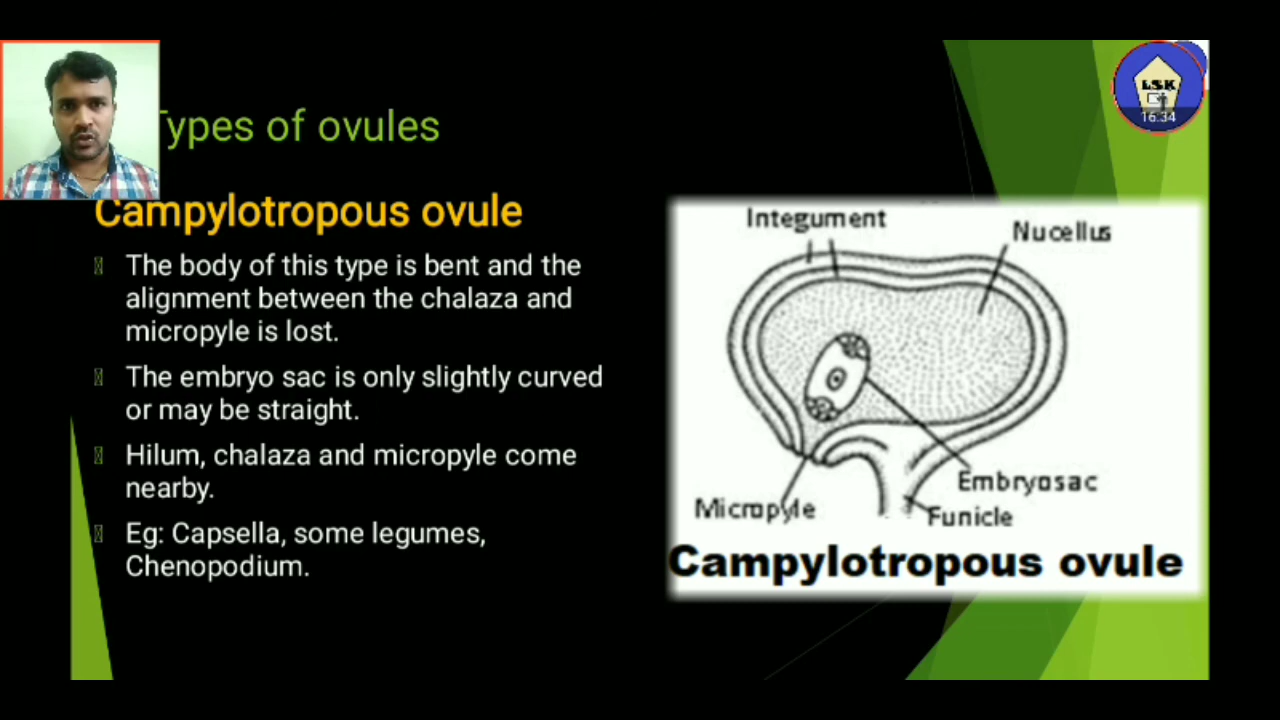 Types of ovules
Campylotropous ovule
The body of this type is bent and the
alignment between the chalaza and
micropyle is lost.
The embryo sac is only slightly curved
or may be straight.
Hilum, chalaza and micropyle come
nearby.
Eg: Capsella, some legumes,
Chenopodium.
LSK
16:34
Integument
Nucellus
Embryosac
Micropyle
Funicle
Campylotropous ovule